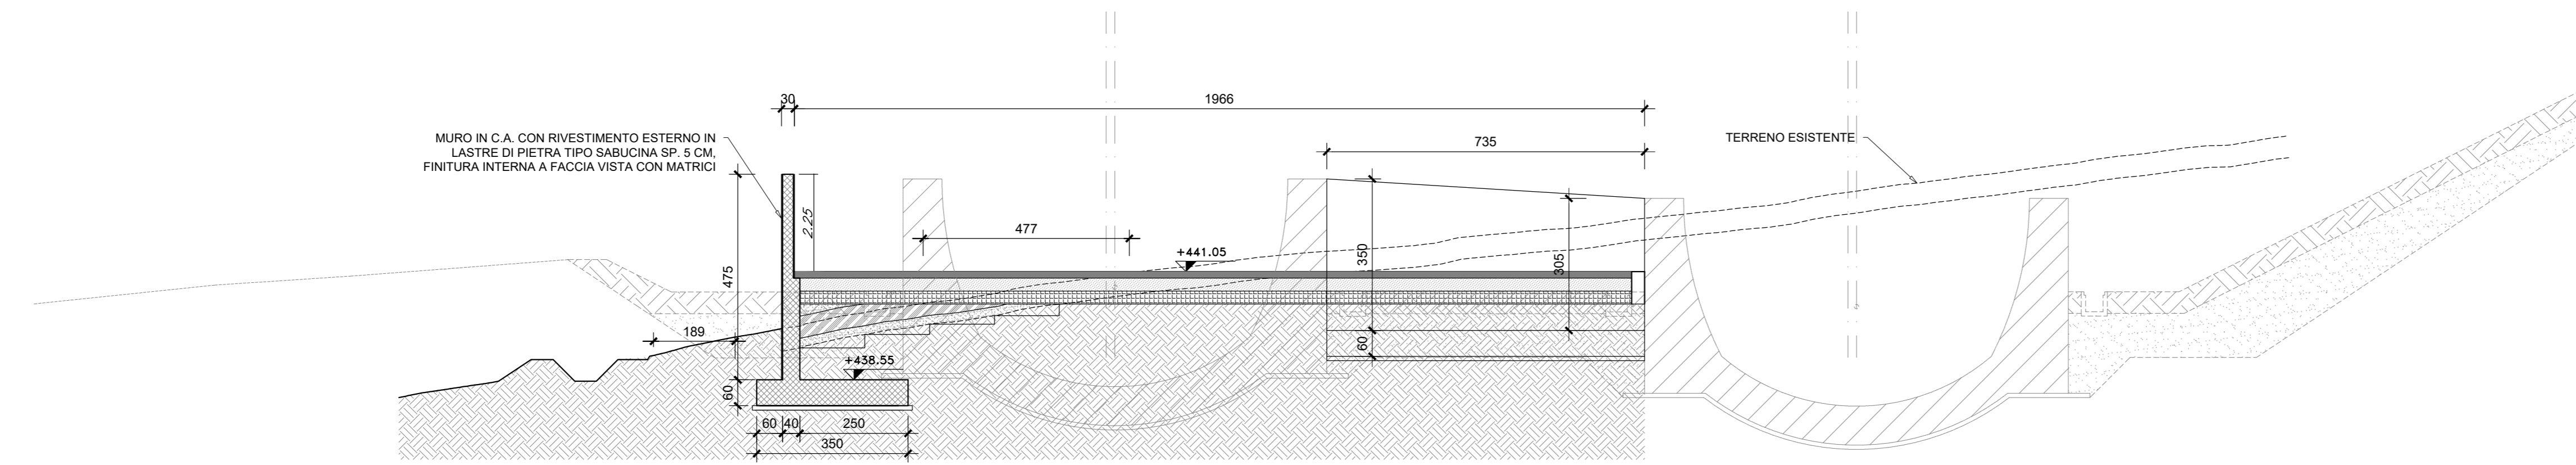 30
1966
MURO IN C.A. CON RIVESTIMENTO ESTERNO IN
LASTRE DI PIETRA TIPO SABUCINA SP. 5 CM,
FINITURA INTERNA A FACCIA VISTA CON MATRICI
735
TERRENO ESISTENTE
2.25
477
+441.05
350
305
475
189
+438.55
60
60
60 40 250
350